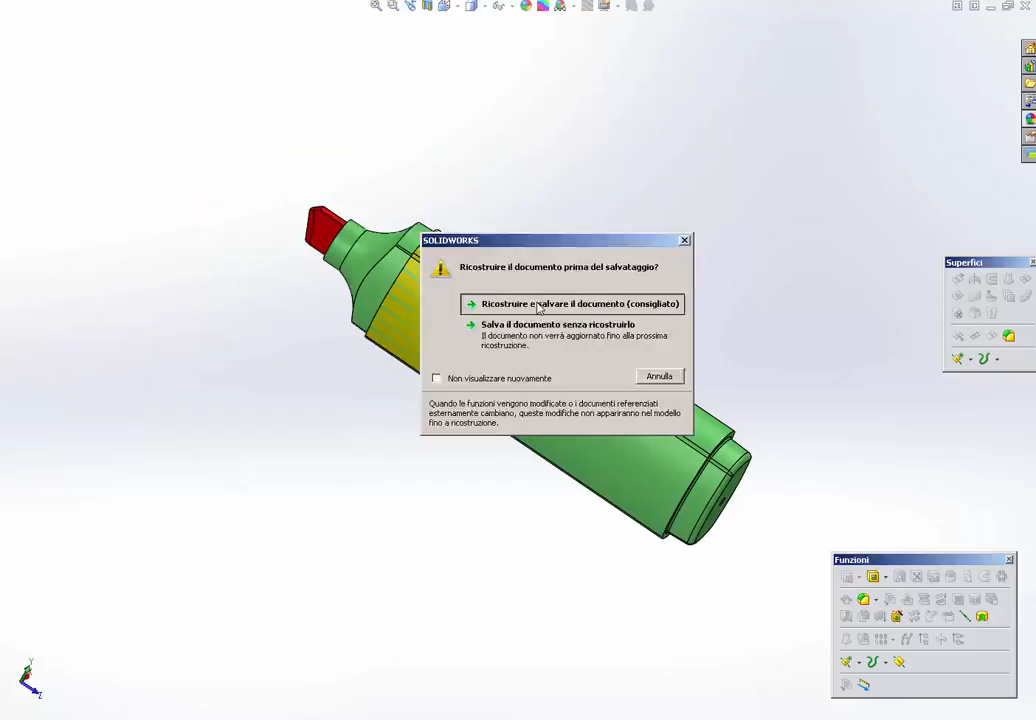 SOLIDWORKS
Ricostruire il documento prima del salvataggio?
Ricostruire e salvare il documento (consigliato)
Salva il documento senza ricostruirlo
Il documento non verrà aggiornato fino alla prossima
ricostruzione.
Non visualizzare nuovamente
Annulla
Quando le funzioni vengono modificate o i documenti referenziati
esternamente cambiano, queste modifiche non appariranno nel modello
fino a ricostruzione.
Superfici
Funzioni
Y
Z